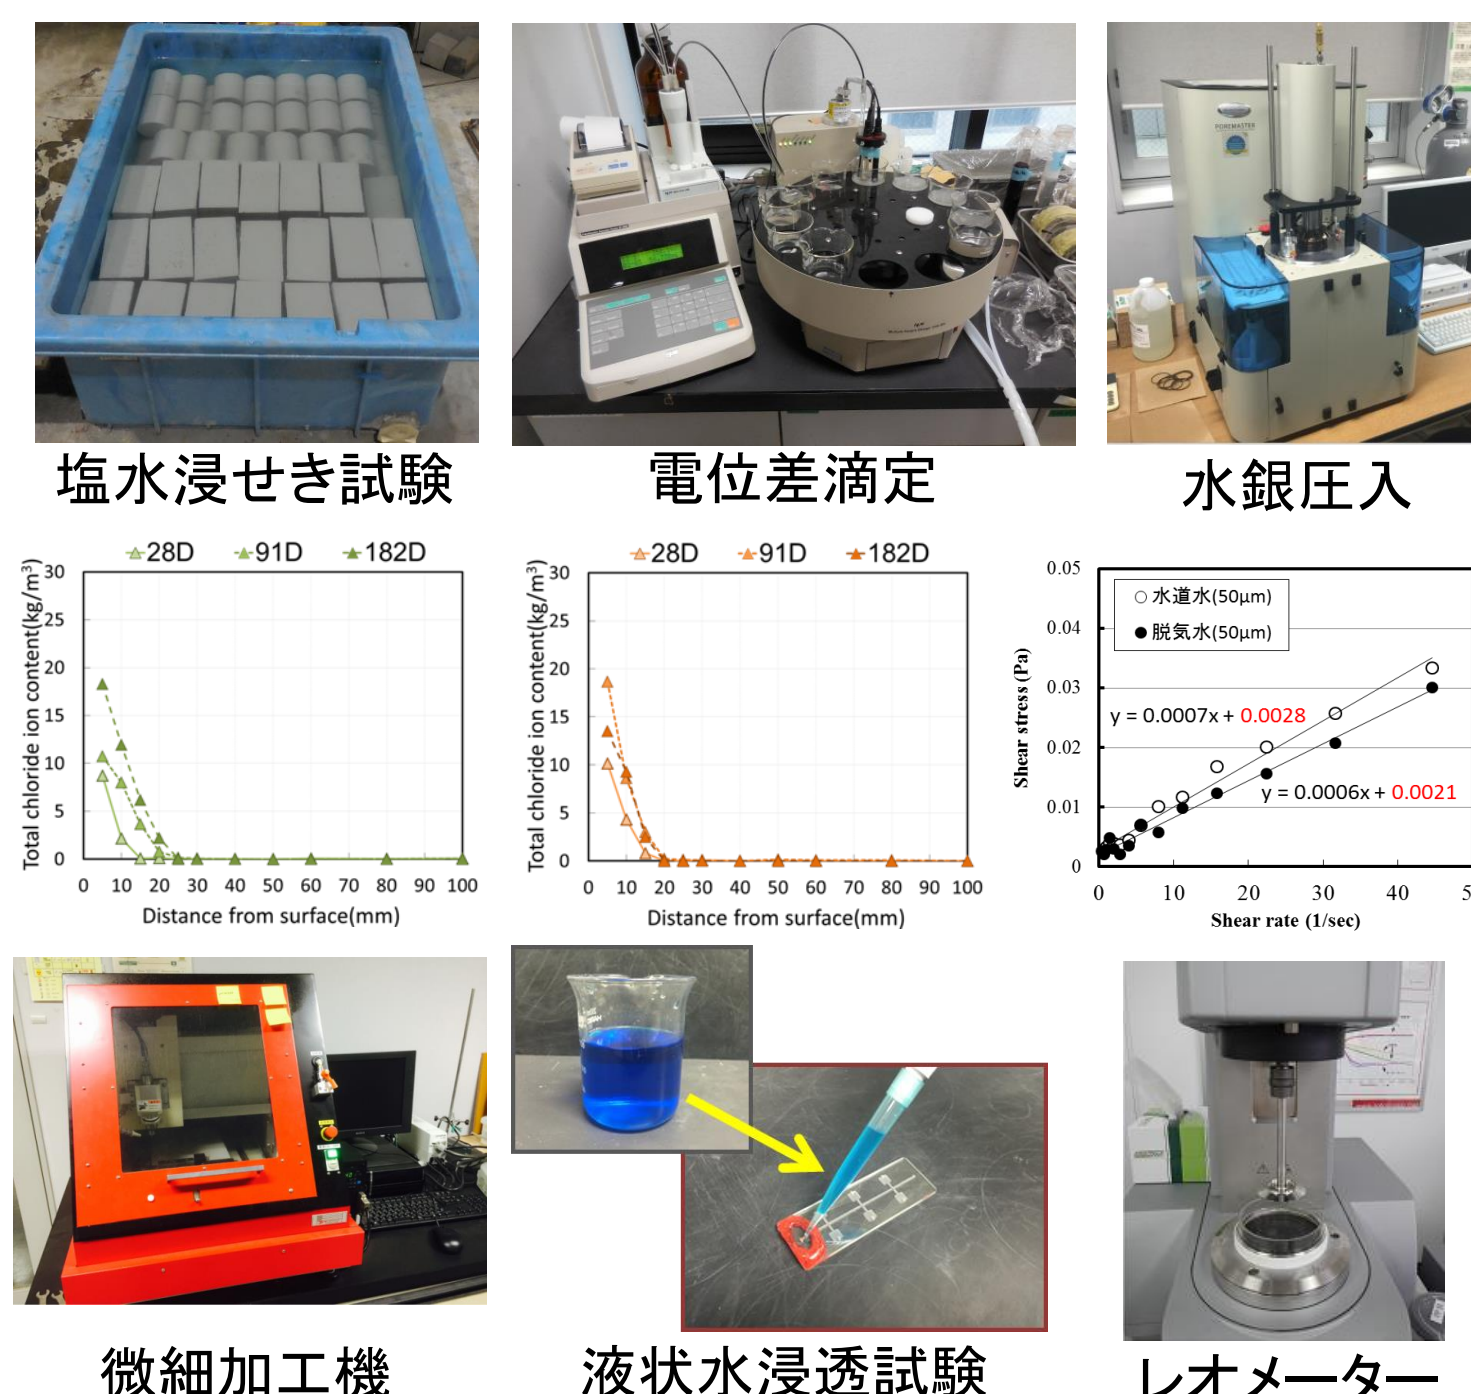 POREMASTER
塩水浸せき試験
電位差滴定
水銀圧入
28D 91D 182D
Total chloride ion content(kg/m³)
30
25
20
15
10
5
0
0 10 20 30 40 50 60 70 80 90 100
Distance from surface(mm)
28D 91D 182D
Total chloride ion content(kg/m³)
30
25
20
15
10
5
0
0 10 20 30 40 50 60 70 80 90 100
Distance from surface(mm)
0.05
0.04
0.03
0.02
0.01
0
Shear stress (Pa)
水道水(50μm)
脱気水(50μm)
y = 0.0007x + 0.0028
y = 0.0006x + 0.0021
0 10 20 30 40 5
Shear rate (1/sec)
微細加工機
液状水浸透試験
レオメーター